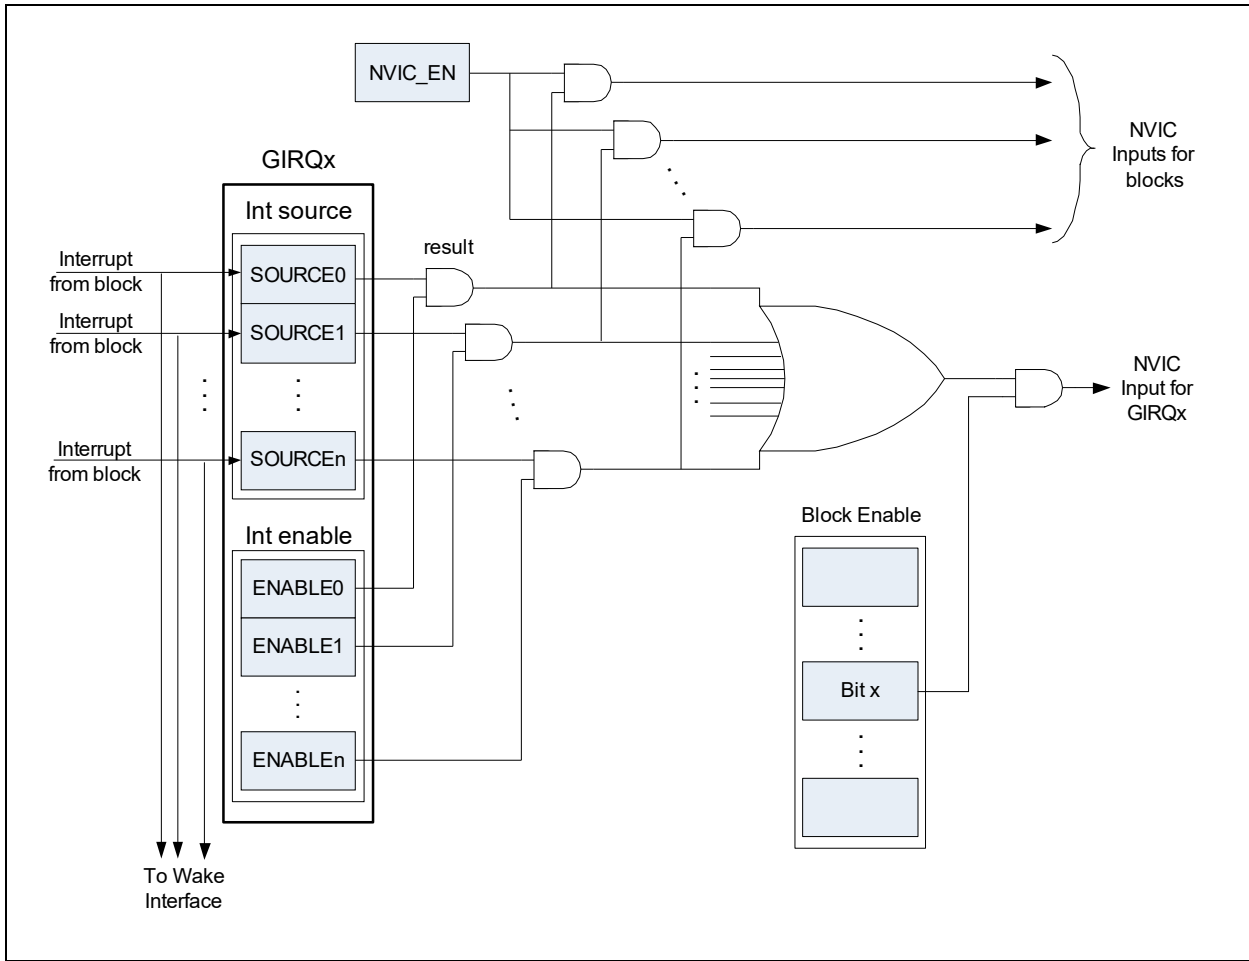 NVIC_EN
NVIC
Inputs for
blocks
GIRQx
Int source
result
Interrupt
from block
SOURCE0
Interrupt
from block
SOURCE1
Interrupt
from block
SOURCEn
NVIC
Input for
GIRQx
Block Enable
Int enable
ENABLE0
ENABLE1
Bit x
ENABLEn
To Wake
Interface